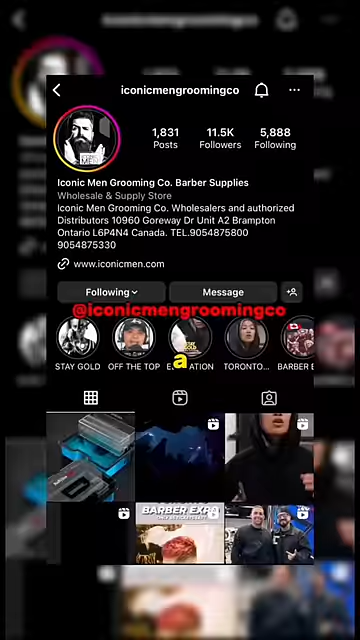 iconicmengroomingco
1,831 11.5K 5,888
Posts Followers Following
Iconic Men Grooming Co. Barber Supplies
Wholesale & Supply Store
Iconic Men Grooming Co. Wholesalers and authorized
Distributors 10960 Goreway Dr Unit A2 Brampton
Ontario L6P4N4 Canada. TEL.9054875800
9054875330
www.iconicmen.com
Following Message
@iconicmengroomingco
a
STAY GOLD OFF THE TOP TORONTO... BARBER E
BARBER EXPO